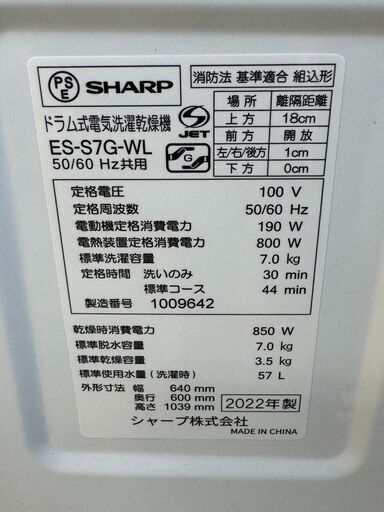 PS
E
SHARP
ドラム式電気洗濯乾燥機
ES-S7G-WL
50/60 Hz共用
S
JET
G
消防法 基準適合 組込形
場所 離隔距離
上方 18cm
前方 開放
左/右/後方 1cm
下方 0cm
定格電圧 100 V
定格周波数 50/60 Hz
電動機定格消費電力 190 W
電熱装置定格消費電力 800 W
標準洗濯容量 7.0 kg
定格時間 洗いのみ 30 min
標準コース 44 min
製造番号 1009642
乾燥時消費電力 850 W
標準脱水容量 7.0 kg
標準乾燥容量 3.5 kg
標準使用水量(洗濯時) 57 L
外形寸法 幅 640 mm
奥行 600 mm
高さ 1039 mm
2022年製
シャープ株式会社
MADE IN CHINA